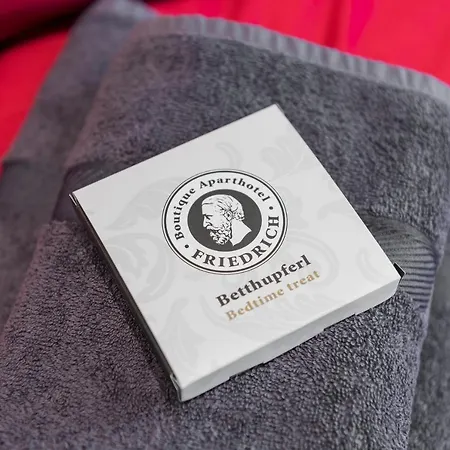 Boutique Aparthotel
FRIEDRICH
Betthupferl
Bedtime treat